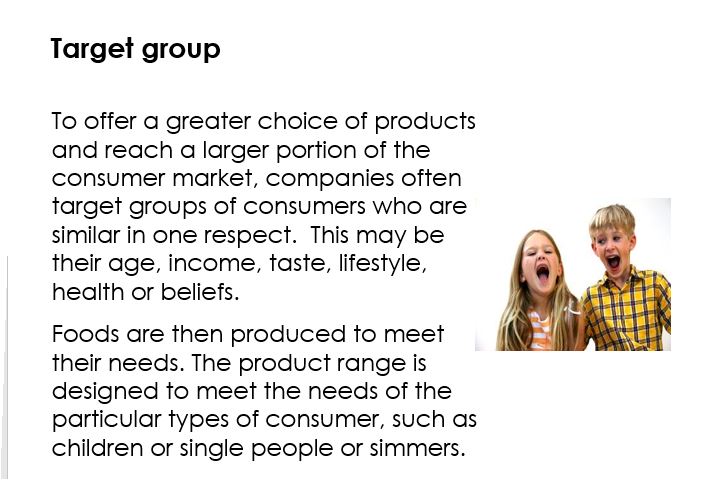 Target group
To offer a greater choice of products
and reach a larger portion of the
consumer market, companies often
target groups of consumers who are
similar in one respect.  This may be
their age, income, taste, lifestyle,
health or beliefs.
Foods are then produced to meet
their needs. The product range is
designed to meet the needs of the
particular types of consumer, such as
children or single people or simmers.